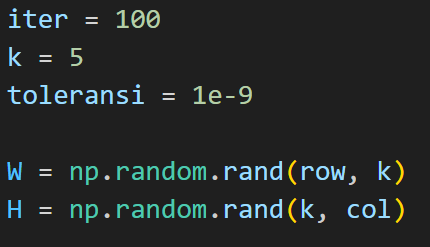 iter = 100
k = 5
toleransi = 1e-9
W = np.random.rand(row, k)
H = np.random.rand(k, col)